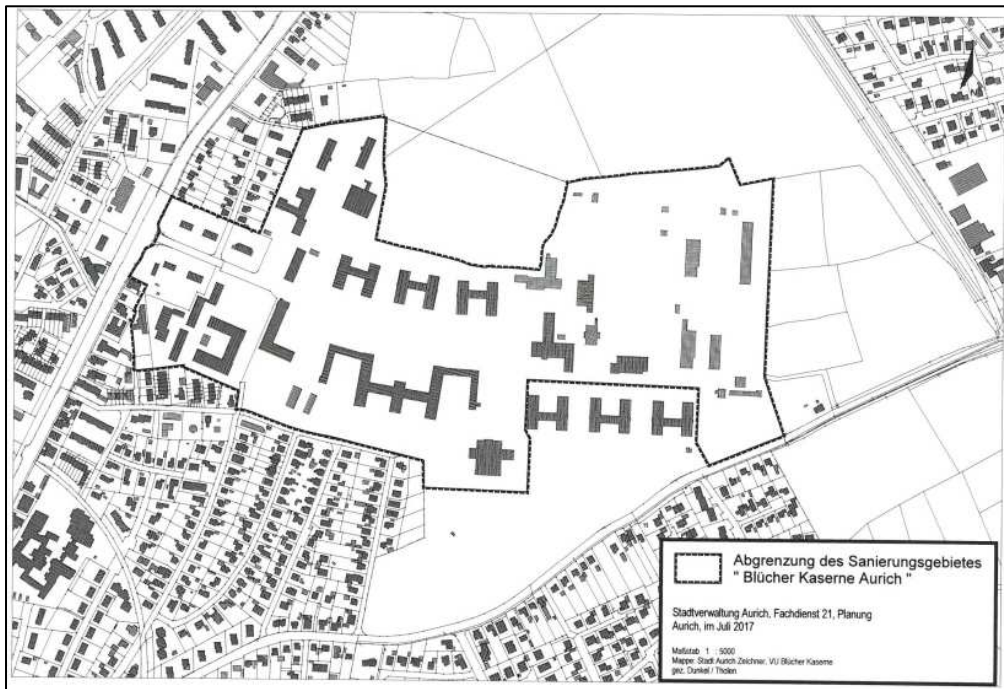 N
Abgrenzung des Sanierungsgebietes
" Blücher Kaserne Aurich "
Stadtverwaltung Aurich, Fachdienst 21, Planung
Aurich, im Juli 2017
Maßstab 1 : 5000
Mappe: Stadt Aurich Zeichner, VU Blücher Kaserne
gez. Dunkel / Tholen